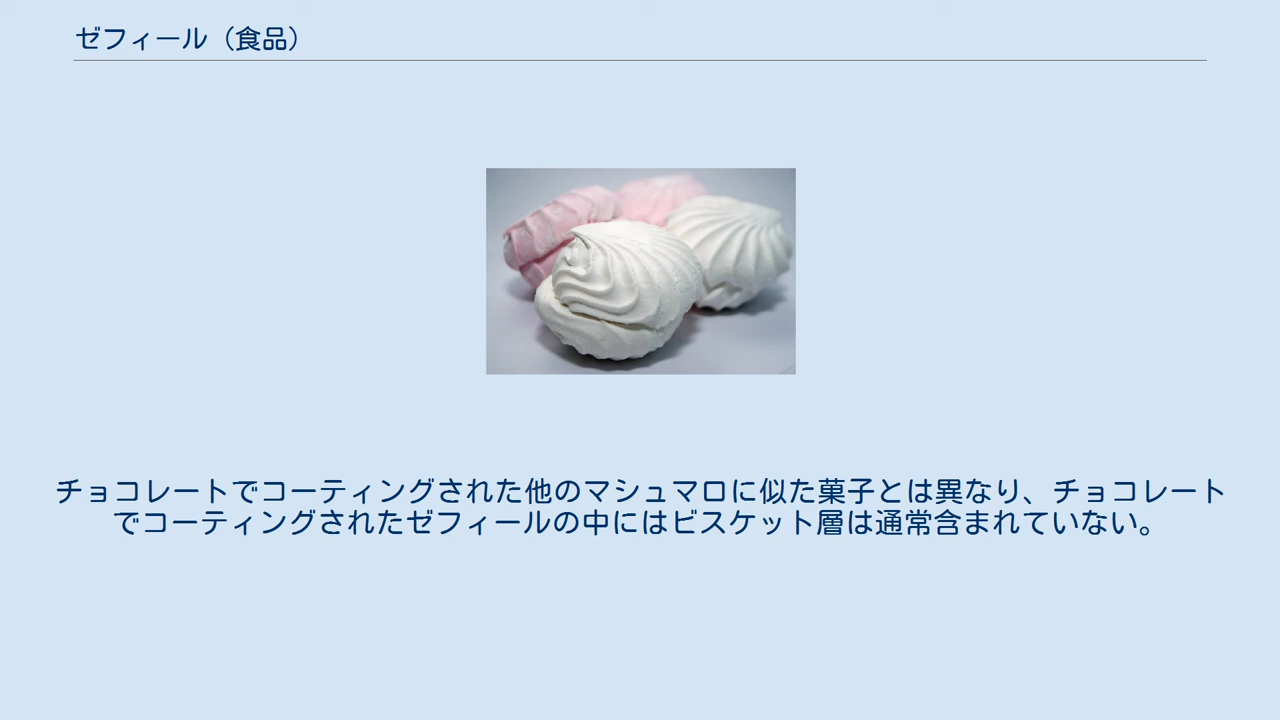 ゼフィール（食品）
チョコレートでコーティングされた他のマシュマロに似た菓子とは異なり、チョコレート
でコーティングされたゼフィールの中にはビスケット層は通常含まれていない。